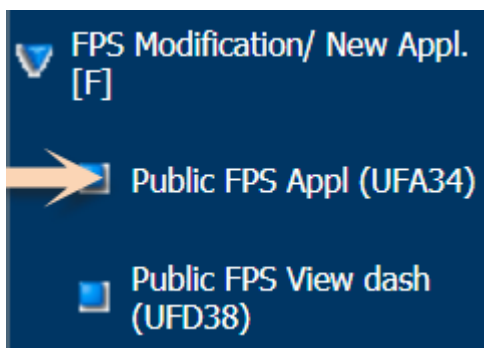 FPS Modification/ New Appl.
[F]
Public FPS Appl (UFA34)
Public FPS View dash
(UFD38)